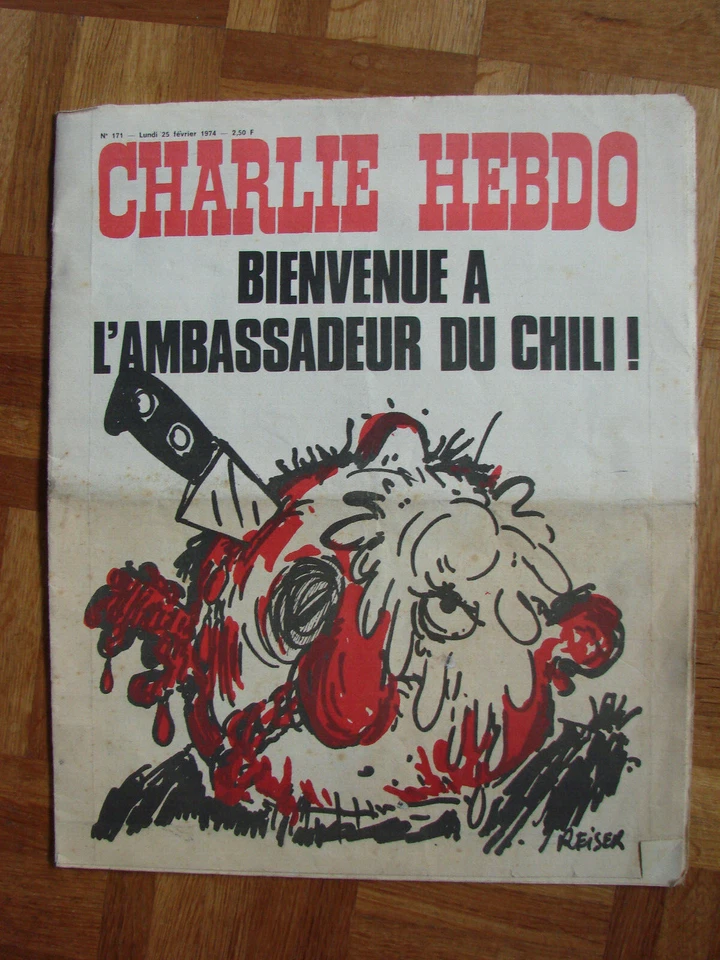 N° 171 — Lundi 25 février 1974 — 2,50 F
CHARLIE HEBDO
BIENVENUE A
L'AMBASSADEUR DU CHILI !
REISER